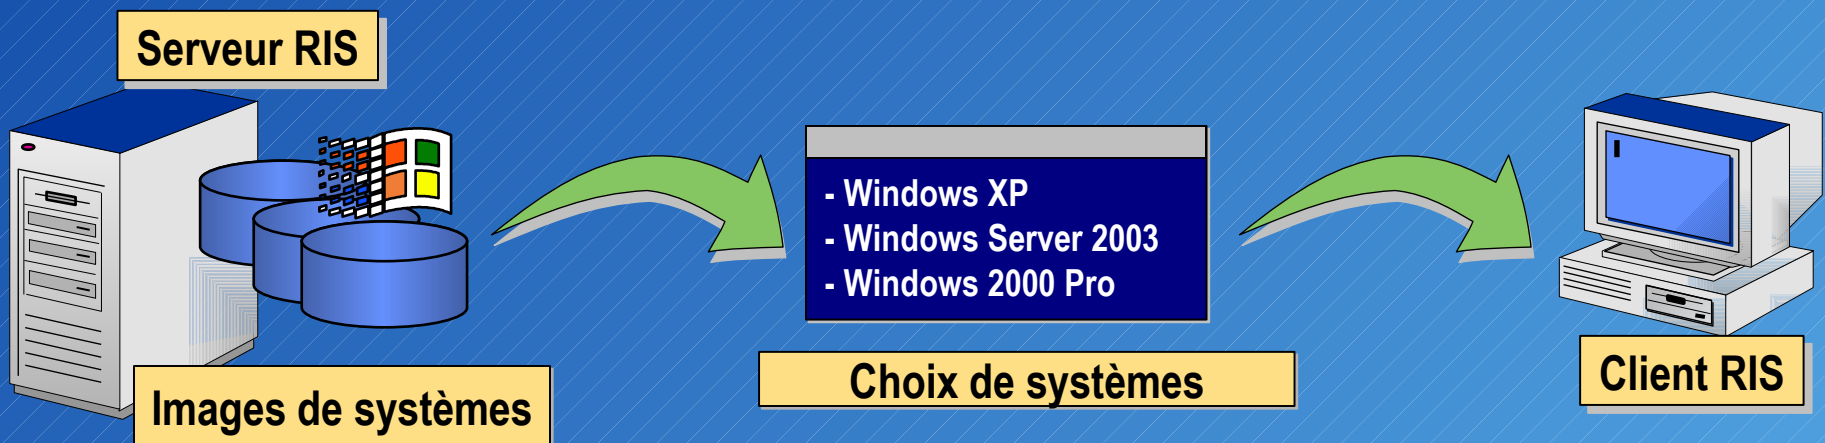 Serveur RIS
Images de systèmes
- Windows XP
- Windows Server 2003
- Windows 2000 Pro
Choix de systèmes
Client RIS